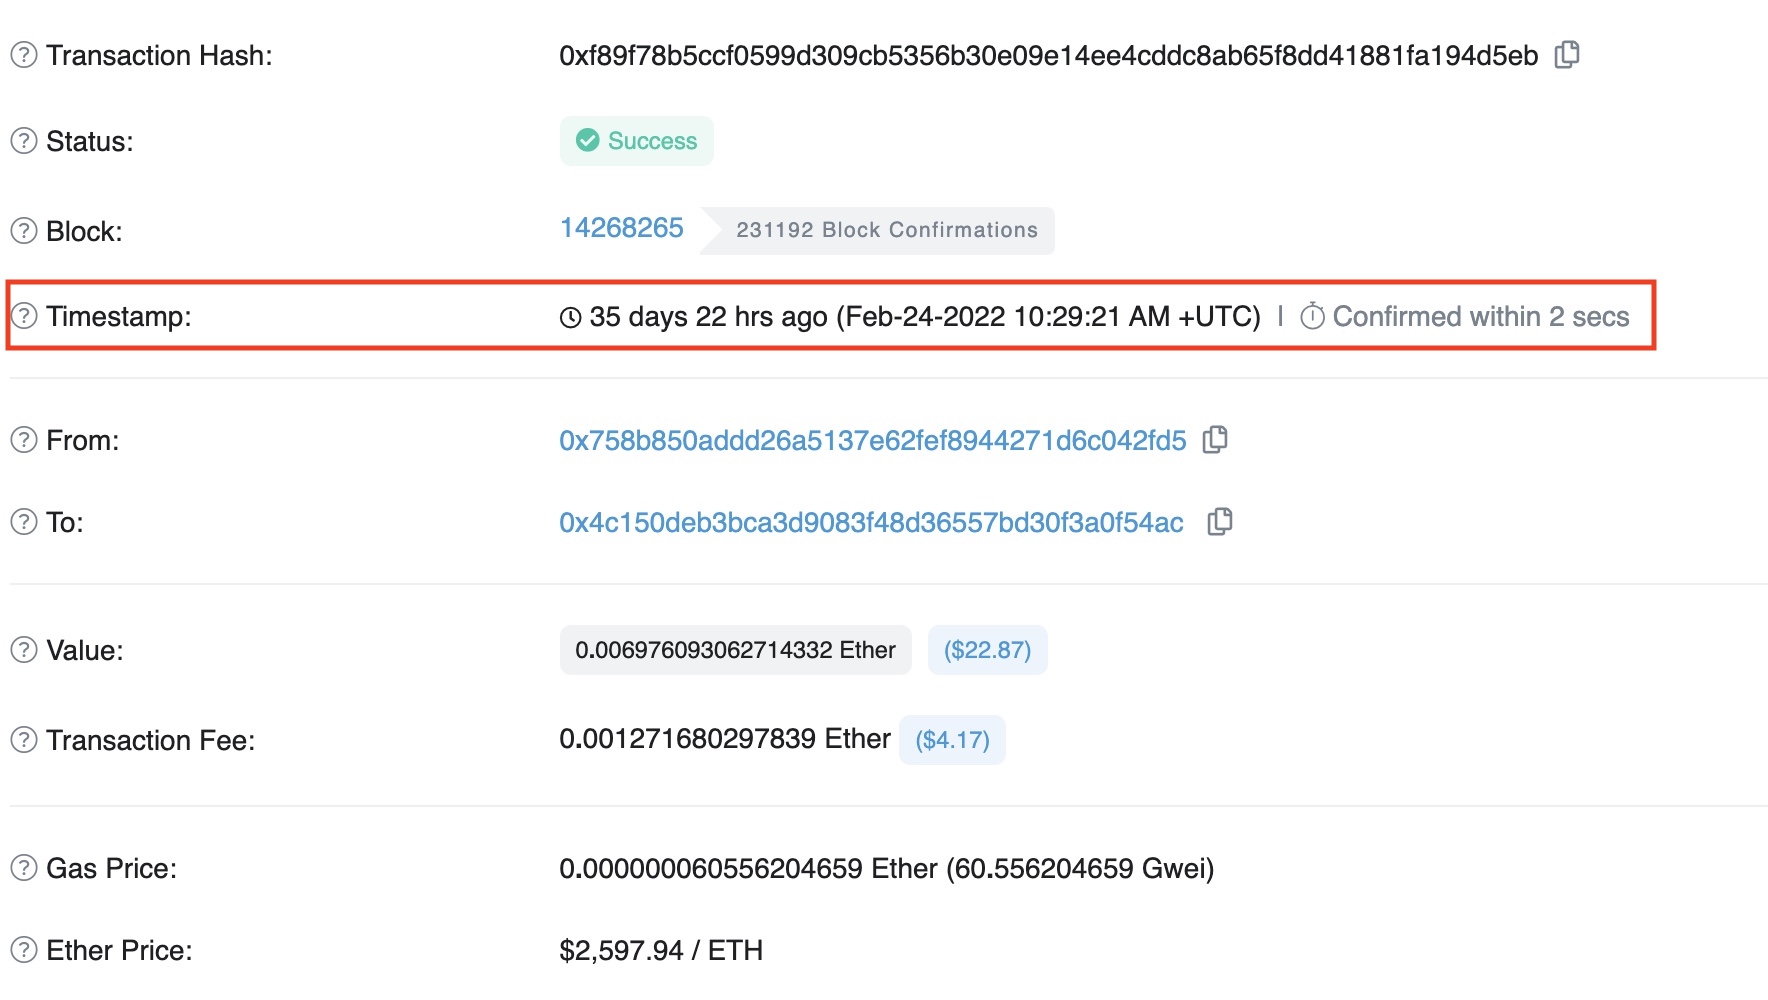 Transaction Hash: 0xf89f78b5ccf0599d309cb5356b30e09e14ee4cddc8ab65f8dd41881fa194d5eb
Status: Success
Block: 14268265 231192 Block Confirmations
Timestamp: 35 days 22 hrs ago (Feb-24-2022 10:29:21 AM +UTC) | Confirmed within 2 secs
From: 0x758b850addd26a5137e62fef8944271d6c042fd5
To: 0x4c150deb3bca3d9083f48d36557bd30f3a0f54ac
Value: 0.006976093062714332 Ether ($22.87)
Transaction Fee: 0.001271680297839 Ether ($4.17)
Gas Price: 0.000000060556204659 Ether (60.556204659 Gwei)
Ether Price: $2,597.94 / ETH